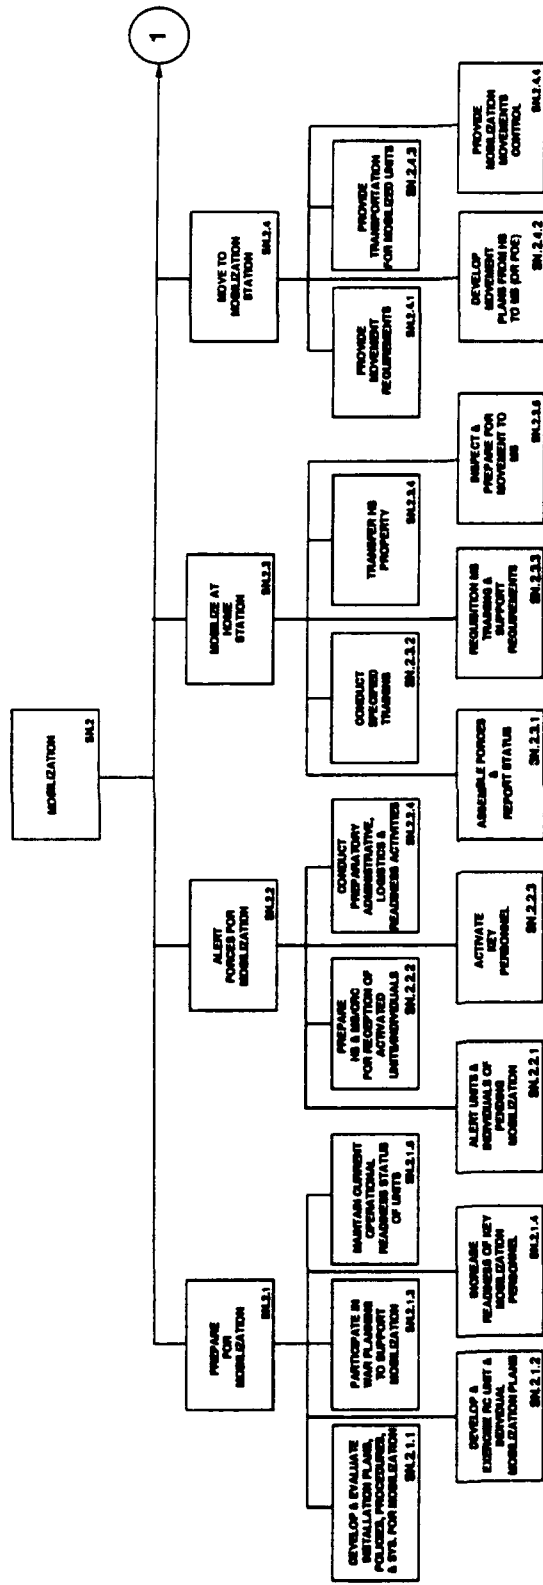 MOBILIZATION
SN.2
PREPARE
FOR
MOBILIZATION
SN.2.1
DEVELOP & EVALUATE
INSTALLATION PLANS,
POLICIES, PROCEDURES,
& SYS. FOR MOBILIZATION
SN.2.1.1
DEVELOP &
EXERCISE RC UNIT &
INDIVIDUAL
MOBILIZATION PLANS
SN.2.1.2
PARTICIPATE IN
WAR PLANNING
TO SUPPORT
MOBILIZATION
SN.2.1.3
INCREASE
READINESS OF KEY
MOBILIZATION
PERSONNEL
SN.2.1.4
MAINTAIN CURRENT
OPERATIONAL
READINESS STATUS
OF UNITS
SN.2.1.5
ALERT
FORCES FOR
MOBILIZATION
SN.2.2
ALERT UNITS &
INDIVIDUALS OF
PENDING
MOBILIZATION
SN.2.2.1
PREPARE
HS & MS/CRC
FOR RECEPTION OF
ACTIVATED
UNITS/INDIVIDUALS
SN.2.2.2
ACTIVATE
KEY
PERSONNEL
SN.2.2.3
CONDUCT
PREPARATORY
ADMINISTRATIVE,
LOGISTICS &
READINESS ACTIVITIES
SN.2.2.4
MOBILIZE AT
HOME
STATION
SN.2.3
ASSEMBLE FORCES
&
REPORT STATUS
SN.2.3.1
CONDUCT
SPECIFIED
TRAINING
SN.2.3.2
REQUISITION MS
TRAINING &
SUPPORT
REQUIREMENTS
SN.2.3.3
TRANSFER HS
PROPERTY
SN.2.3.4
INSPECT &
PREPARE FOR
MOVEMENT TO
MS
SN.2.3.5
MOVE TO
MOBILIZATION
STATION
SN.2.4
PROVIDE
MOVEMENT
REQUIREMENTS
SN.2.4.1
DEVELOP
MOVEMENT
PLANS FROM HS
TO MS (OR POE)
SN.2.4.2
PROVIDE
TRANSPORTATION
FOR MOBILIZED UNITS
SN.2.4.3
PROVIDE
MOBILIZATION
MOVEMENTS
CONTROL
SN.2.4.4
1